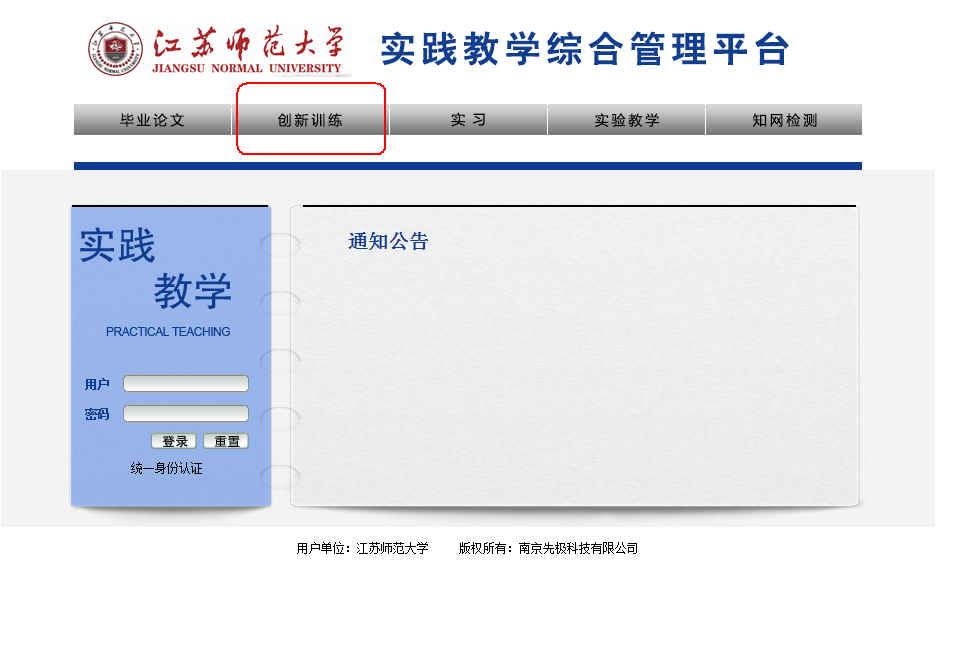 江苏师范大学
JIANGSU NORMAL UNIVERSITY
实践教学综合管理平台
毕业论文 创新训练 实习 实验教学 知网检测
实践
教学
PRACTICAL TEACHING
用户
密码
登录 重置
统一身份认证
通知公告
用户单位：江苏师范大学 版权所有：南京先极科技有限公司